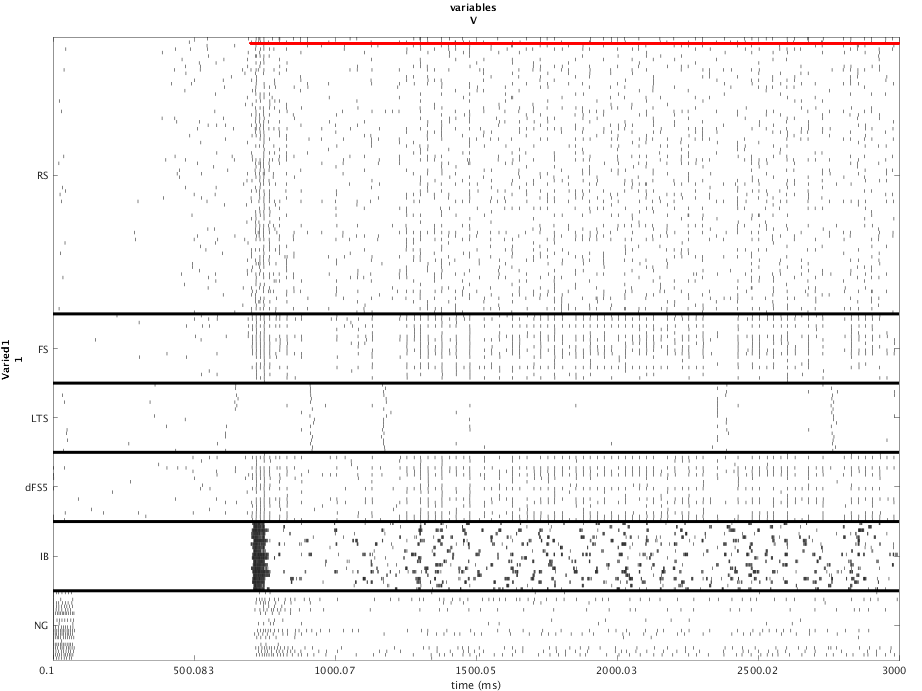 variables
V
RS
FS
LTS
dFS5
IB
NG
Varied1
1
0.1 500.083 1000.07 1500.05 2000.03 2500.02 3000
time (ms)